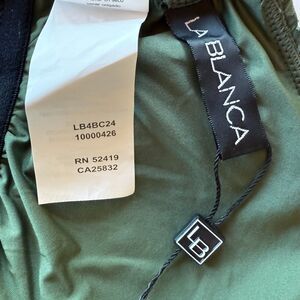 LB4BC24
10000426
RN 52419
CA25832
LA BLANCA
LB